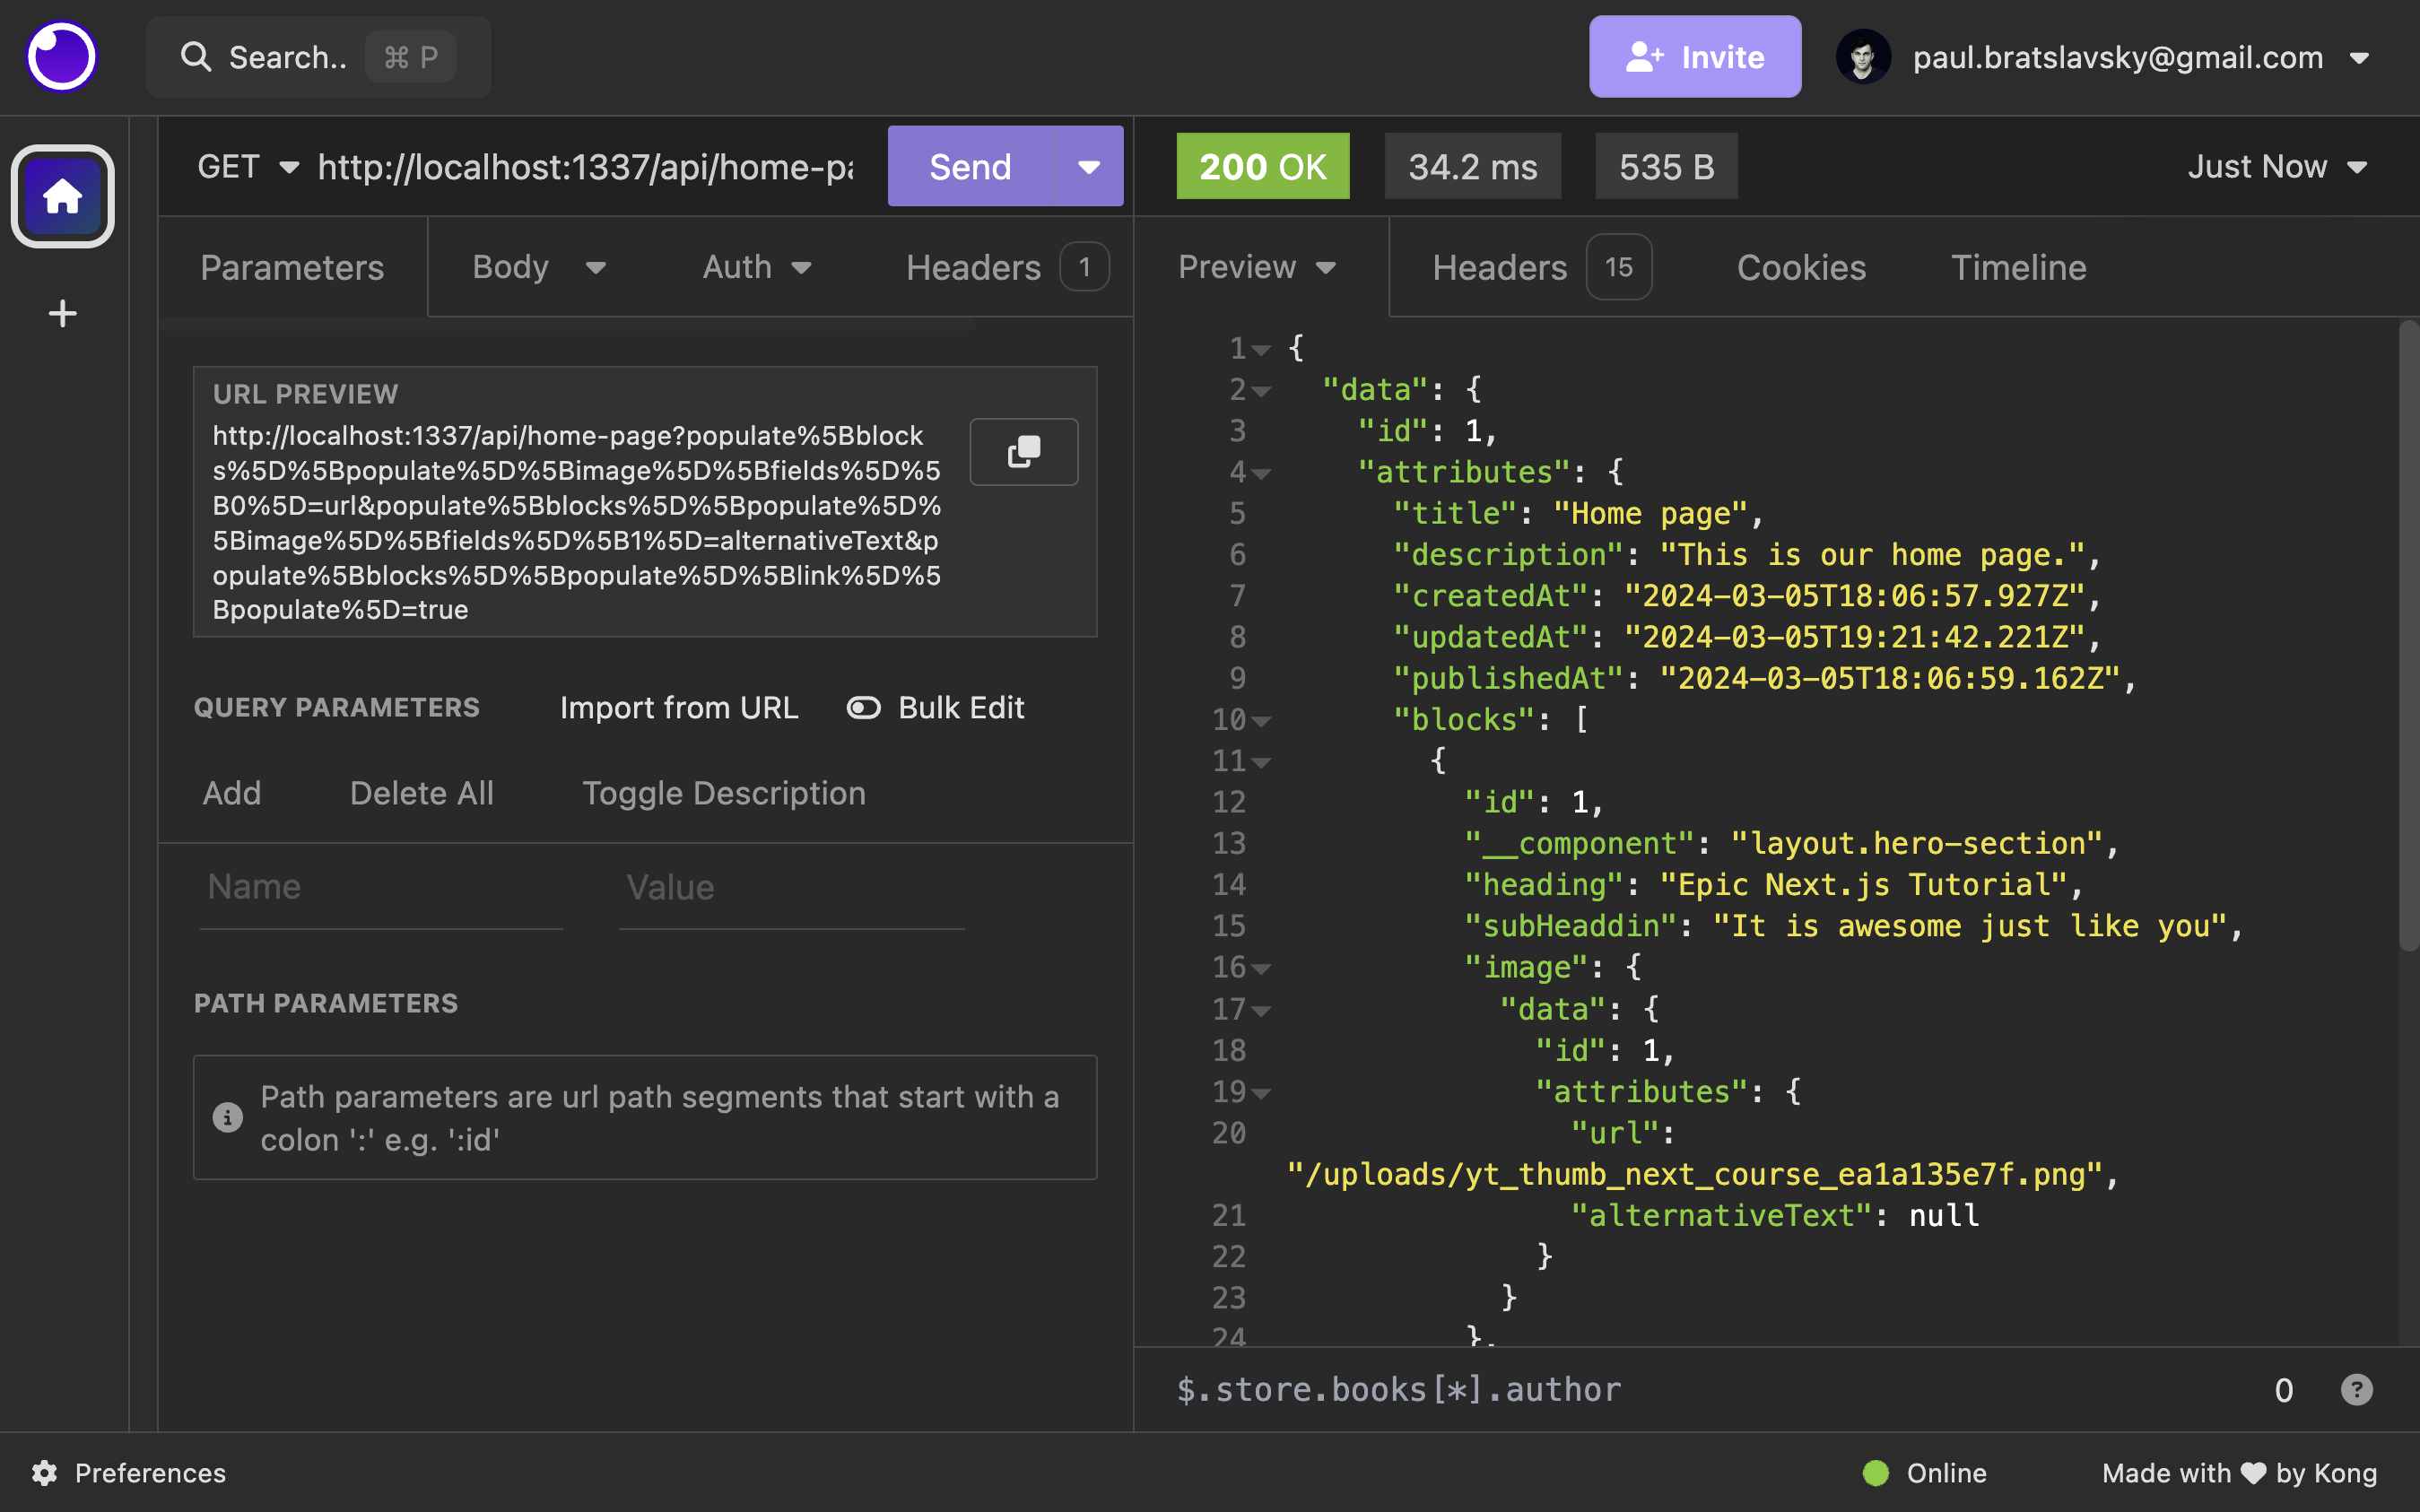 Search.. ⌘ P
Invite
paul.bratslavsky@gmail.com
GET http://localhost:1337/api/home-pa
Send
200 OK
34.2 ms
535 B
Just Now
Parameters
Body
Auth
Headers 1
Preview
Headers 15
Cookies
Timeline
URL PREVIEW
http://localhost:1337/api/home-page?populate%5Bblock
s%5D%5Bpopulate%5D%5Bimage%5D%5Bfields%5D%5
B0%5D=url&populate%5Bblocks%5D%5Bpopulate%5D%
5Bimage%5D%5Bfields%5D%5B1%5D=alternativeText&p
opulate%5Bblocks%5D%5Bpopulate%5D%5Blink%5D%5
Bpopulate%5D=true
QUERY PARAMETERS
Import from URL
Bulk Edit
Add
Delete All
Toggle Description
Name
Value
PATH PARAMETERS
Path parameters are url path segments that start with a
colon ':' e.g. ':id'
1 {
2 "data": {
3 "id": 1,
4 "attributes": {
5 "title": "Home page",
6 "description": "This is our home page.",
7 "createdAt": "2024-03-05T18:06:57.927Z",
8 "updatedAt": "2024-03-05T19:21:42.221Z",
9 "publishedAt": "2024-03-05T18:06:59.162Z",
10 "blocks": [
11 {
12 "id": 1,
13 "__component": "layout.hero-section",
14 "heading": "Epic Next.js Tutorial",
15 "subHeaddin": "It is awesome just like you",
16 "image": {
17 "data": {
18 "id": 1,
19 "attributes": {
20 "url":
"/uploads/yt_thumb_next_course_ea1a135e7f.png",
21 "alternativeText": null
22 }
23 }
24 },
$.store.books[*].author
0
Preferences
Online
Made with ♥ by Kong